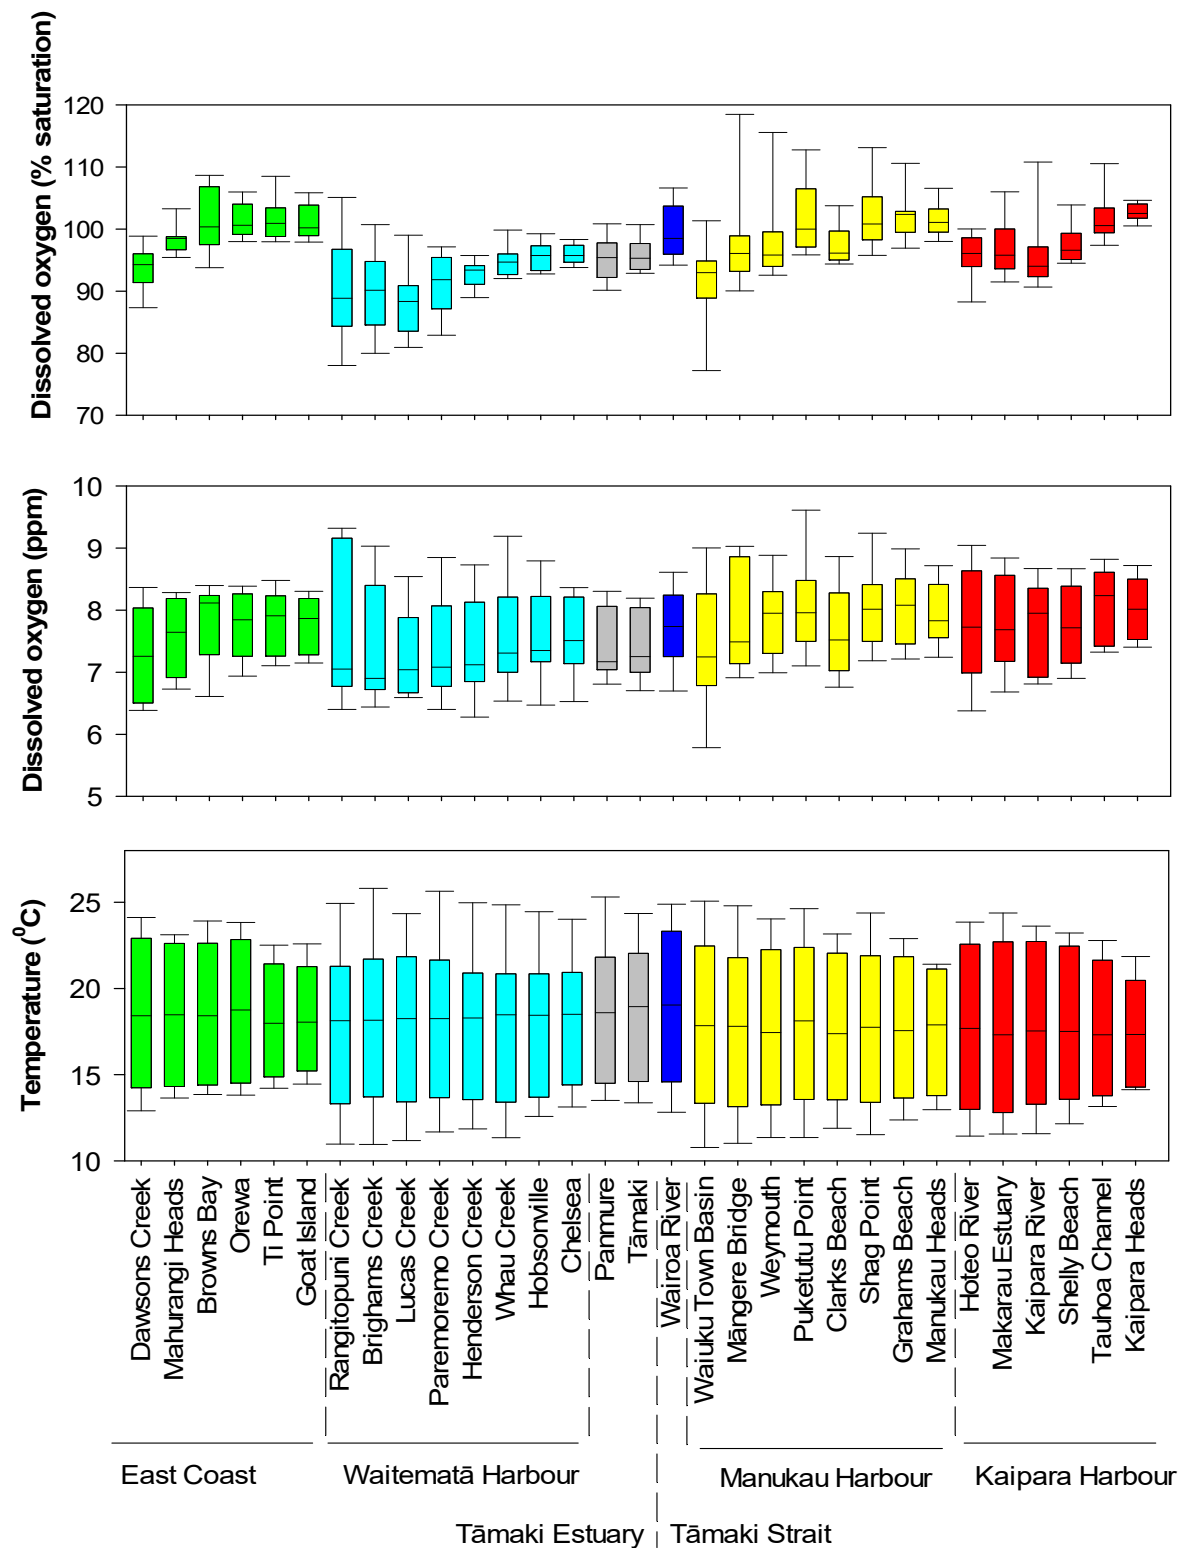 Dissolved oxygen (% saturation)
120
110
100
90
80
70
Dissolved oxygen (ppm)
10
9
8
7
6
5
Temperature (⁰C)
25
20
15
10
Dawsons Creek
Mahurangi Heads
Browns Bay
Orewa
Ti Point
Goat Island
Rangitopuni Creek
Brighams Creek
Lucas Creek
Paremoremo Creek
Henderson Creek
Whau Creek
Hobsonville
Chelsea
Panmure
Tāmaki
Wairoa River
Waiuku Town Basin
Māngere Bridge
Weymouth
Puketutu Point
Clarks Beach
Shag Point
Grahams Beach
Manukau Heads
Hoteo River
Makarau Estuary
Kaipara River
Shelly Beach
Tauhoa Channel
Kaipara Heads
East Coast
Waitematā Harbour
Manukau Harbour
Kaipara Harbour
Tāmaki Estuary
Tāmaki Strait